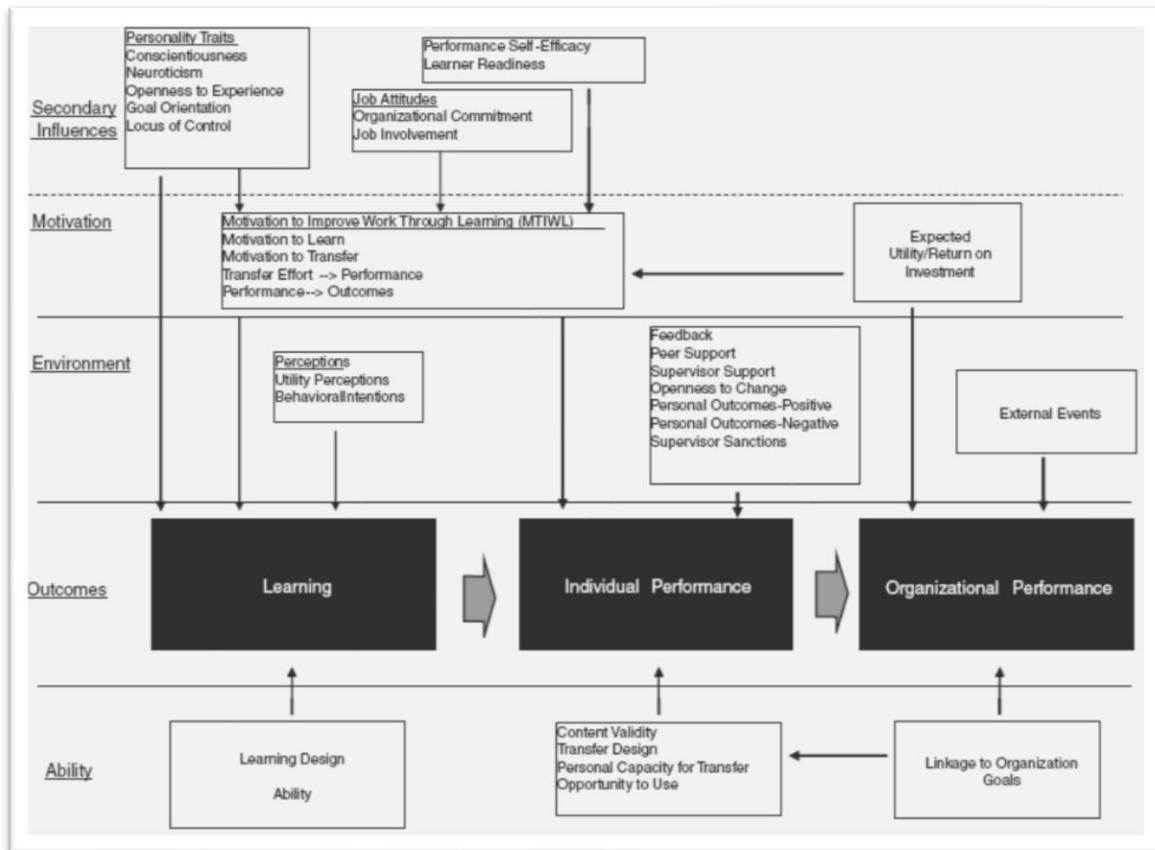 Personality Traits
Conscientiousness
Neuroticism
Openness to Experience
Goal Orientation
Locus of Control
Performance Self-Efficacy
Learner Readiness
Job Attitudes
Organizational Commitment
Job Involvement
Secondary
Influences
Motivation
Motivation to Improve Work Through Learning (MTIWL)
Motivation to Learn
Motivation to Transfer
Transfer Effort --> Performance
Performance--> Outcomes
Expected
Utility/Return on
Investment
Environment
Perceptions
Utility Perceptions
BehavioralIntentions
Feedback
Peer Support
Supervisor Support
Openness to Change
Personal Outcomes-Positive
Personal Outcomes-Negative
Supervisor Sanctions
External Events
Outcomes
Learning
Individual Performance
Organizational Performance
Ability
Learning Design
Ability
Content Validity
Transfer Design
Personal Capacity for Transfer
Opportunity to Use
Linkage to Organization
Goals